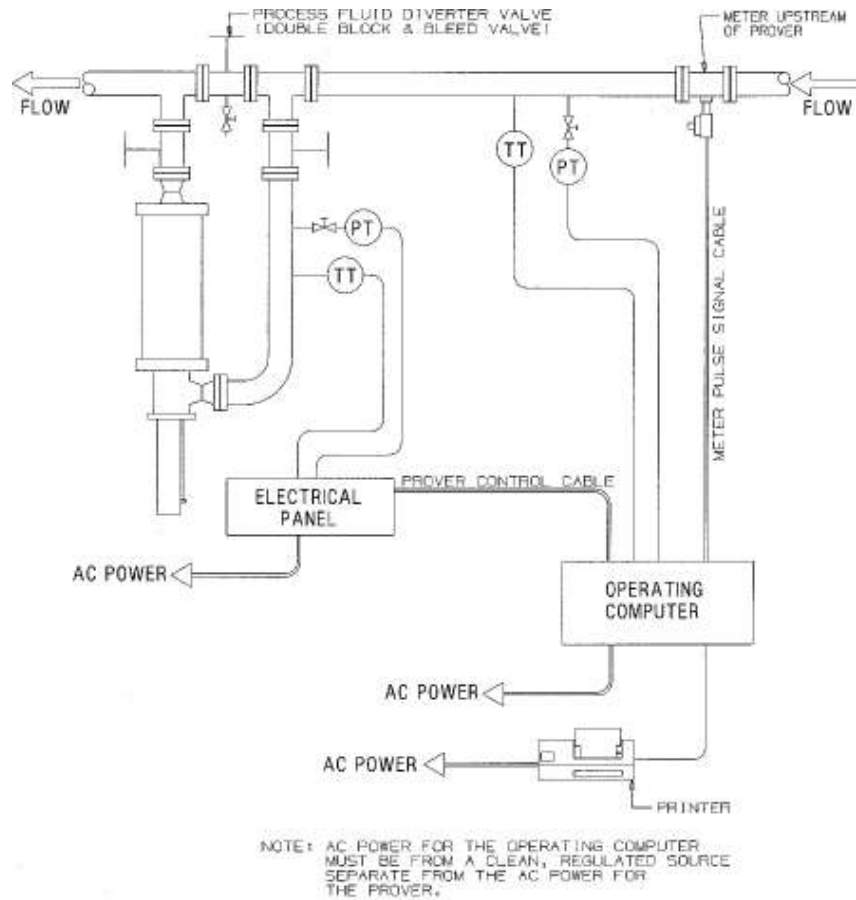 PROCESS FLUID DIVERTER VALVE
(DOUBLE BLOCK & BLEED VALVE)
METER UPSTREAM
OF PROVER
FLOW
FLOW
TT
PT
PT
TT
METER PULSE SIGNAL CABLE
PROVER CONTROL CABLE
ELECTRICAL
PANEL
AC POWER
OPERATING
COMPUTER
AC POWER
AC POWER
PRINTER
NOTE: AC POWER FOR THE OPERATING COMPUTER
MUST BE FROM A CLEAN, REGULATED SOURCE
SEPARATE FROM THE AC POWER FOR
THE PROVER.